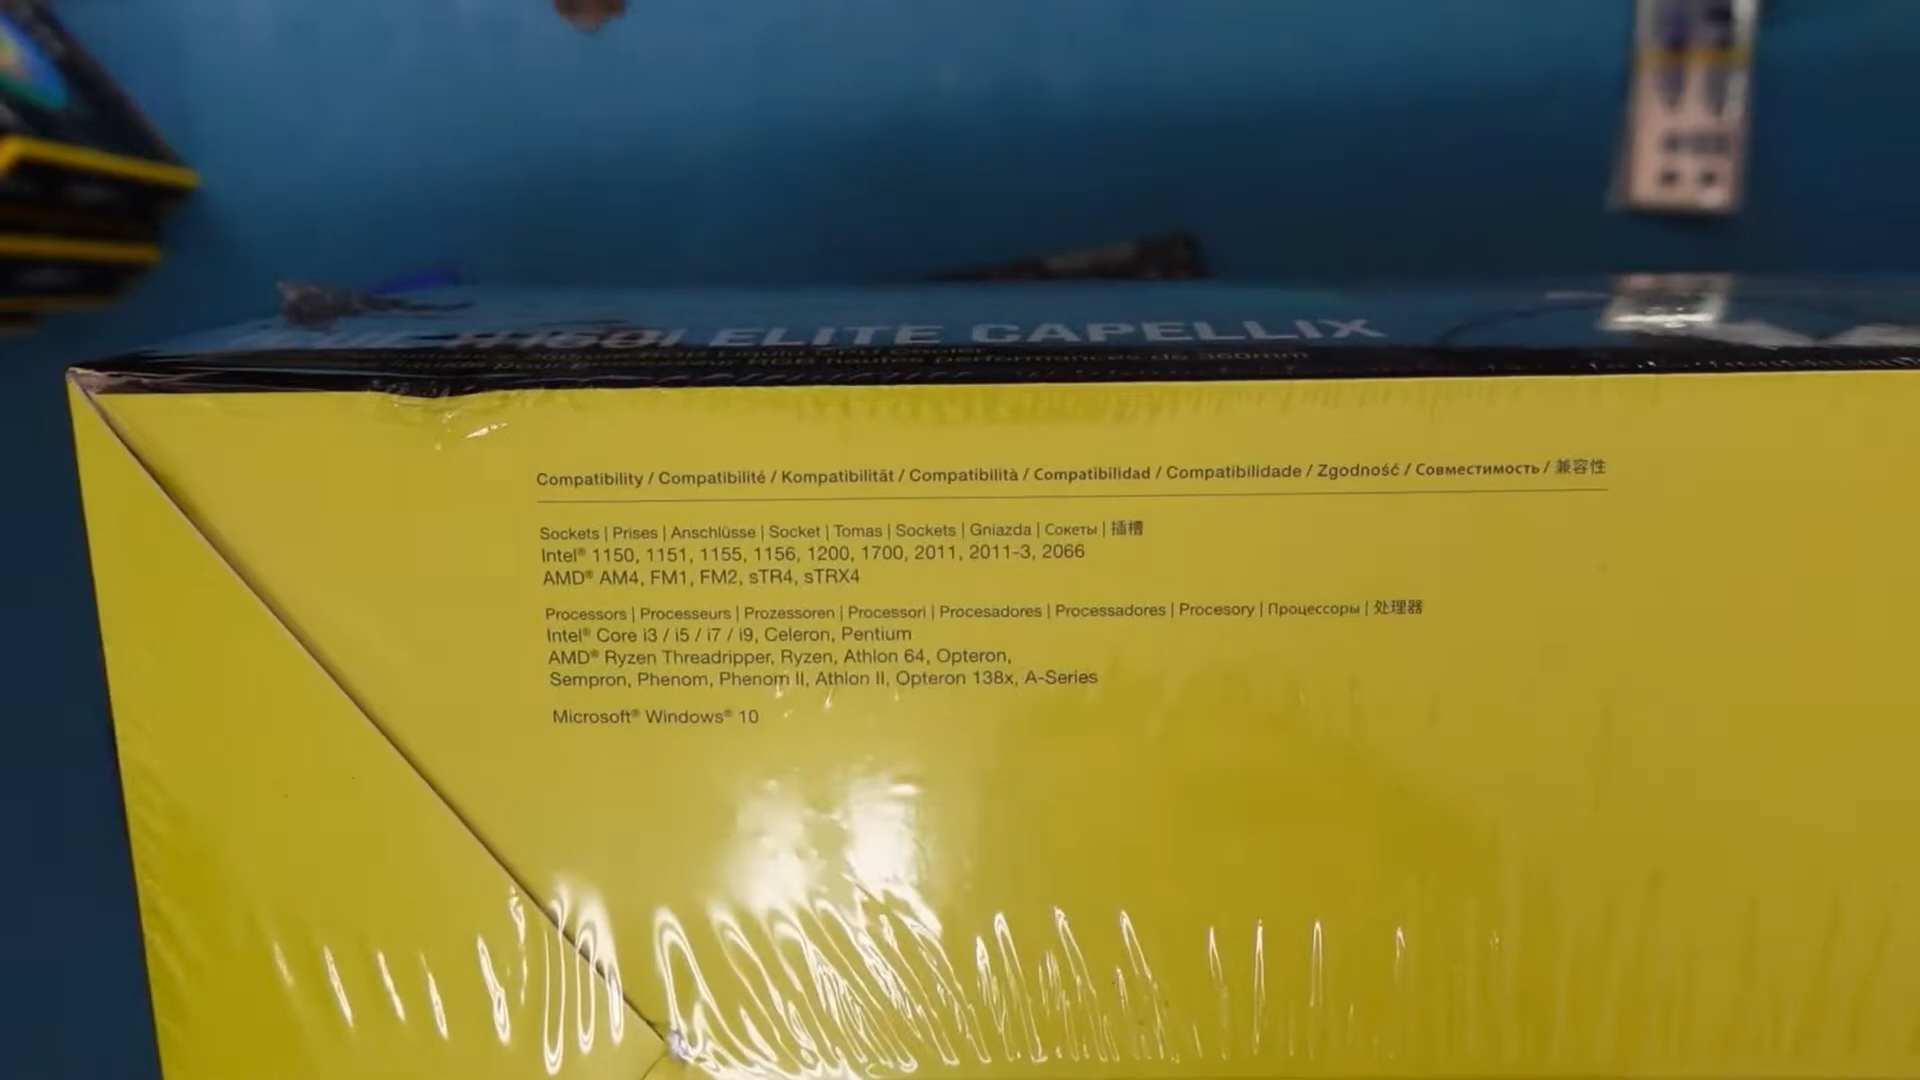 H150i ELITE CAPELLIX
Compatibility / Compatibilité / Kompatibilität / Compatibilità / Compatibilidad / Compatibilidade / Zgodność / Совместимость / 兼容性
Sockets | Prises | Anschlüsse | Socket | Tomas | Sockets | Gniazda | Сокеты | 插槽
Intel® 1150, 1151, 1155, 1156, 1200, 1700, 2011, 2011-3, 2066
AMD® AM4, FM1, FM2, sTR4, sTRX4
Processors | Processeurs | Prozessoren | Processori | Procesadores | Processadores | Procesory | Процессоры | 处理器
Intel® Core i3 / i5 / i7 / i9, Celeron, Pentium
AMD® Ryzen Threadripper, Ryzen, Athlon 64, Opteron,
Sempron, Phenom, Phenom II, Athlon II, Opteron 138x, A-Series
Microsoft® Windows® 10